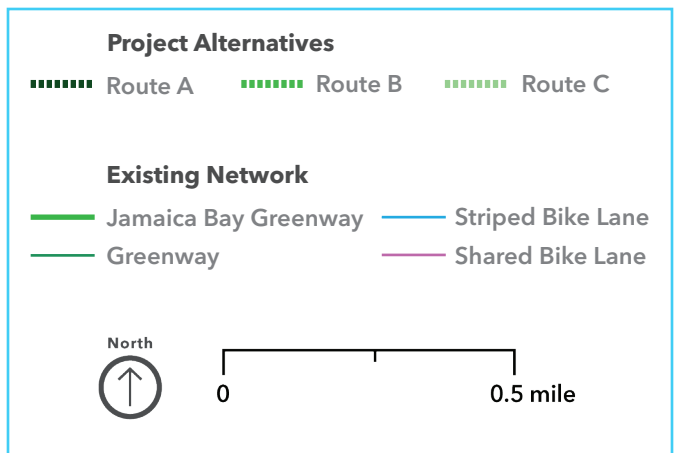 Project Alternatives
Route A Route B Route C
Existing Network
Jamaica Bay Greenway Striped Bike Lane
Greenway Shared Bike Lane
North
0 0.5 mile